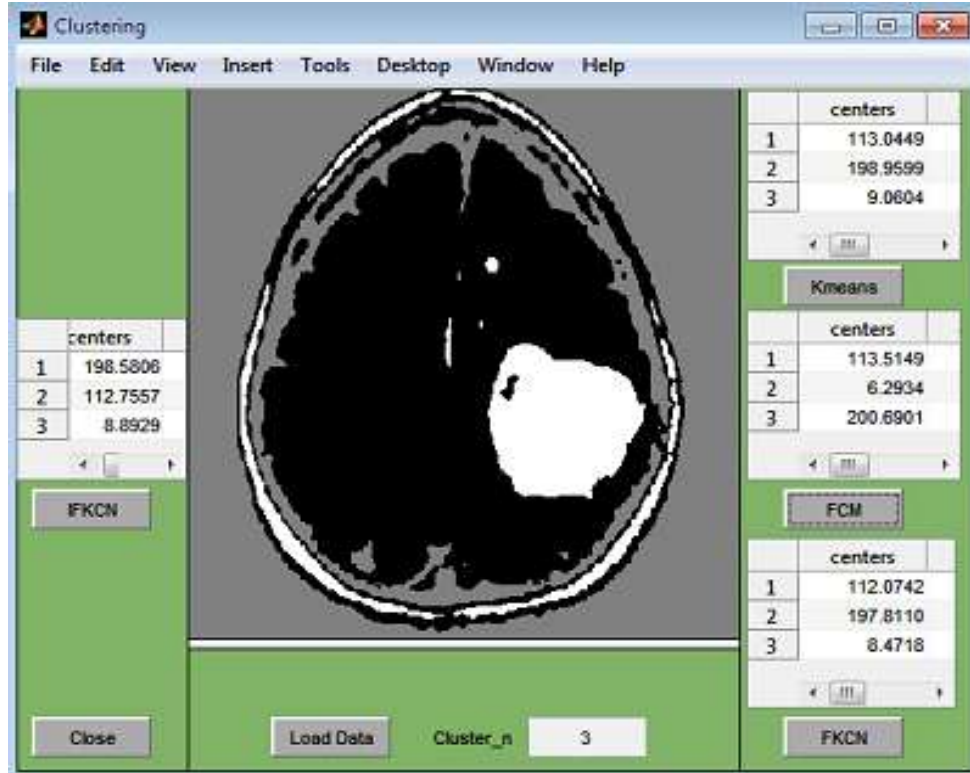 Clustering
File Edit View Insert Tools Desktop Window Help
centers
1 113.0449
2 198.9599
3 9.0604
Kmeans
centers
1 198.5806
2 112.7557
3 8.8929
IFKCN
centers
1 113.5149
2 6.2934
3 200.6901
FCM
centers
1 112.0742
2 197.8110
3 8.4718
Close
Load Data
Cluster_n 3
FKCN